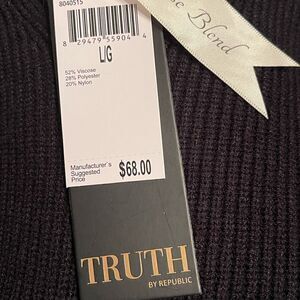 8040515
8 29479 55904 4
L/G
52% Viscose
28% Polyester
20% Nylon
Manufacturer's
Suggested
Price
$68.00
TRUTH
BY REPUBLIC
Blend